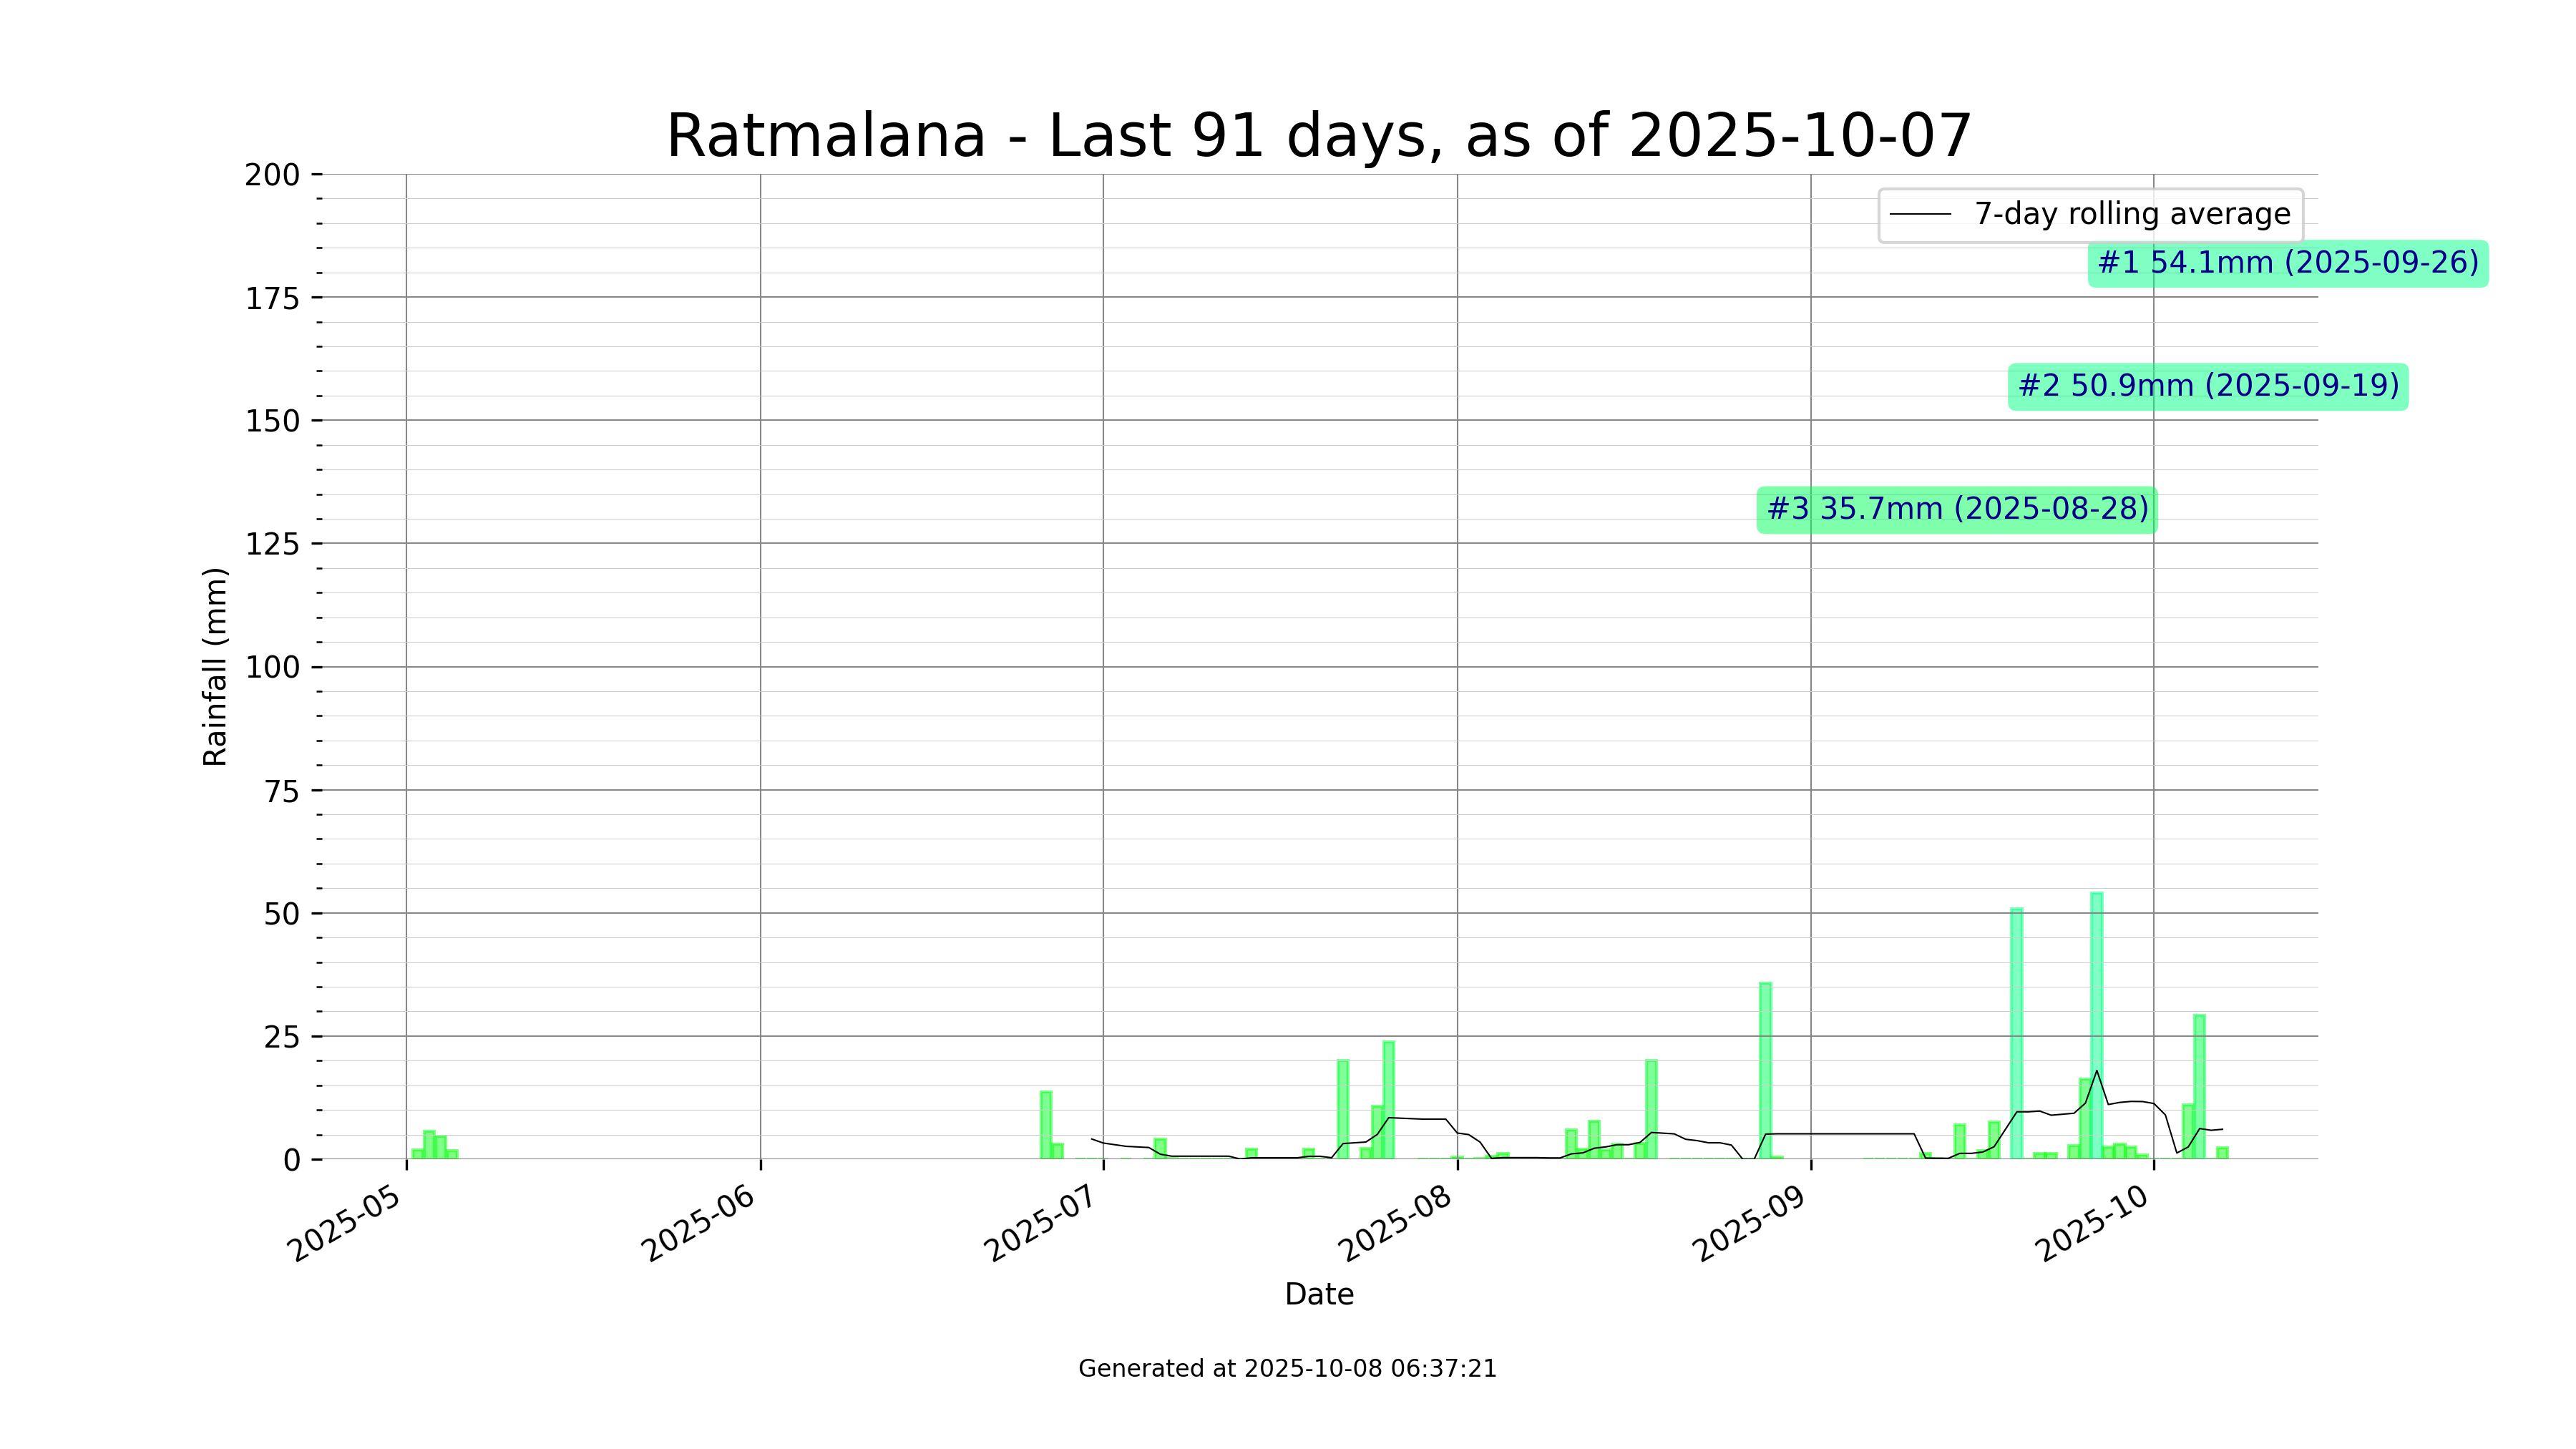 Ratmalana - Last 91 days, as of 2025-10-07
200
175
150
125
100
75
50
25
0
Rainfall (mm)
7-day rolling average
#1 54.1mm (2025-09-26)
#2 50.9mm (2025-09-19)
#3 35.7mm (2025-08-28)
2025-05
2025-06
2025-07
2025-08
2025-09
2025-10
Date
Generated at 2025-10-08 06:37:21